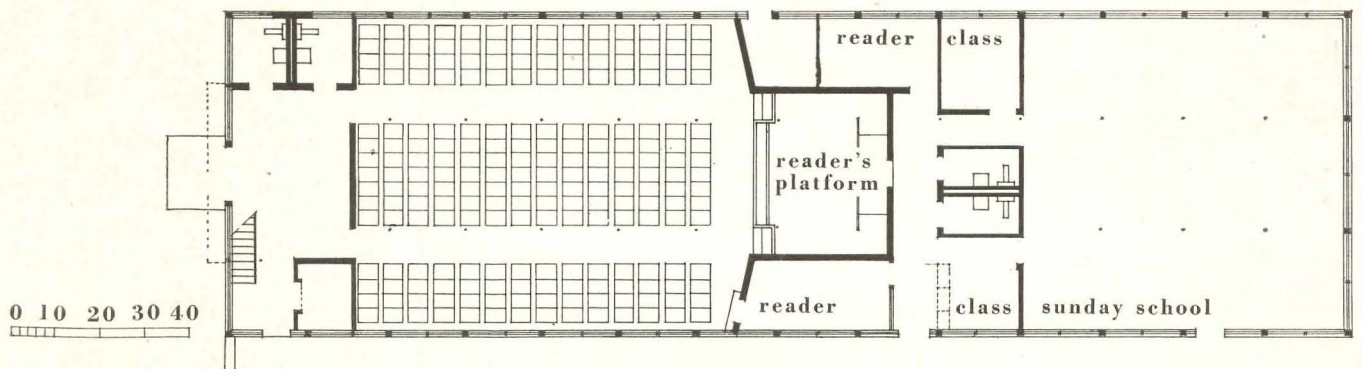 reader
class
reader's
platform
reader
class
sunday school
0 10 20 30 40